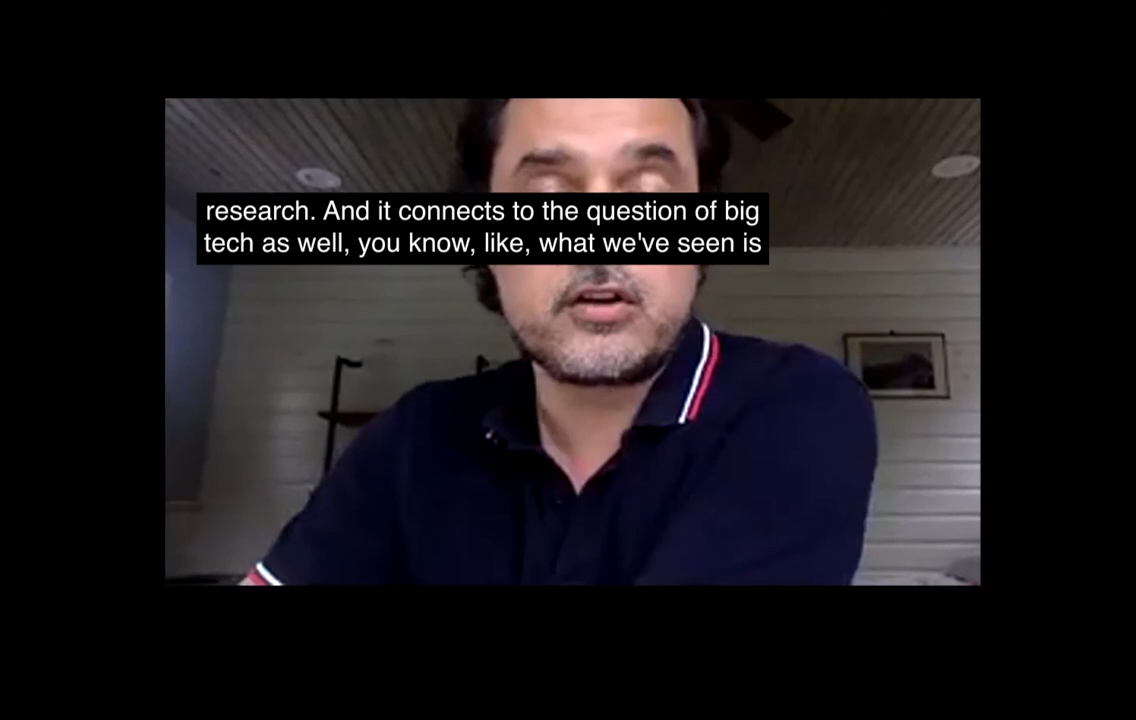 research. And it connects to the question of big
tech as well, you know, like, what we've seen is